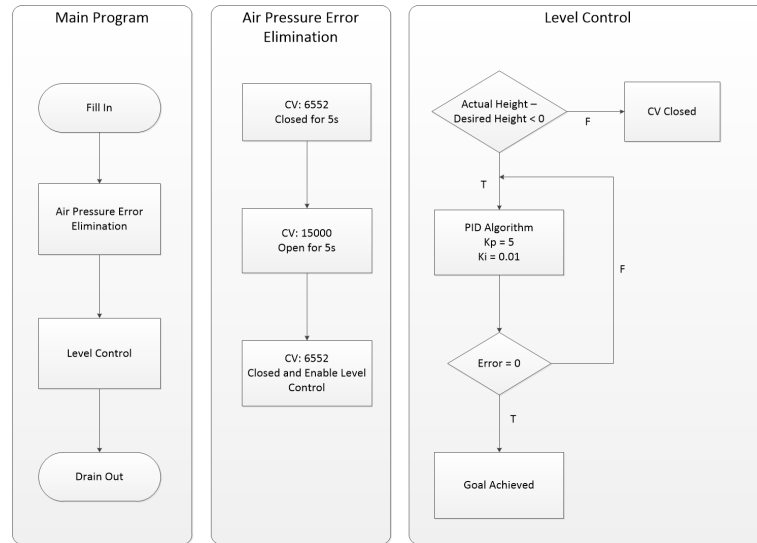 Main Program
Fill In
Air Pressure Error
Elimination
Level Control
Drain Out
Air Pressure Error
Elimination
CV: 6552
Closed for 5s
CV: 15000
Open for 5s
CV: 6552
Closed and Enable Level
Control
Level Control
Actual Height –
Desired Height < 0
F
CV Closed
T
PID Algorithm
Kp = 5
Ki = 0.01
F
Error = 0
T
Goal Achieved